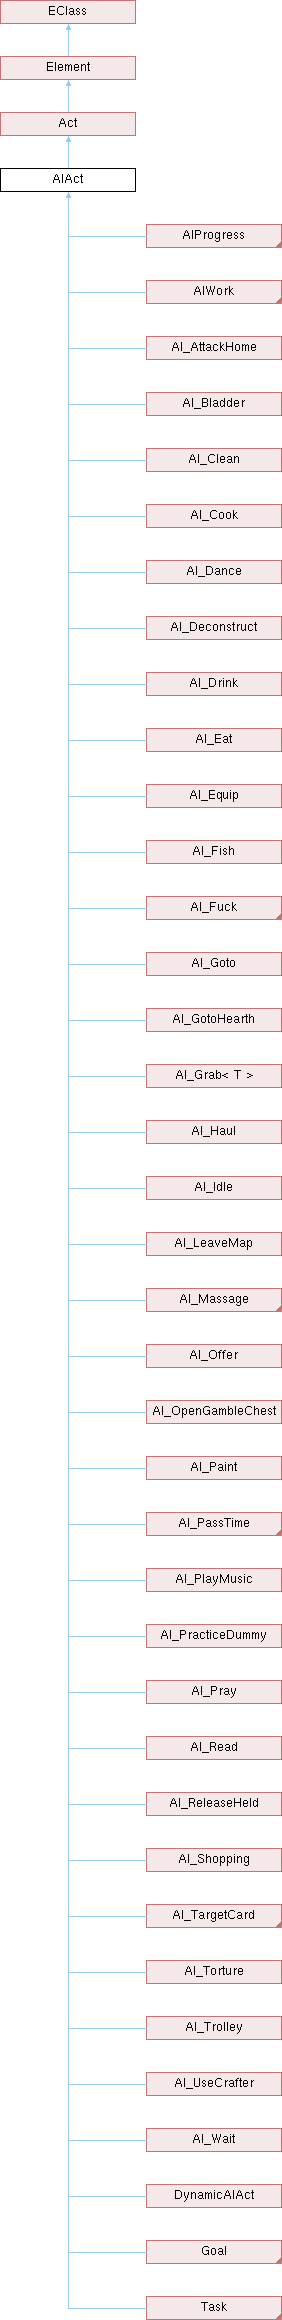 EClass
Element
Act
AIAct
AIProgress
AIWork
AI_AttackHome
AI_Bladder
AI_Clean
AI_Cook
AI_Dance
AI_Deconstruct
AI_Drink
AI_Eat
AI_Equip
AI_Fish
AI_Fuck
AI_Goto
AI_GotoHearth
AI_Grab< T >
AI_Haul
AI_Idle
AI_LeaveMap
AI_Massage
AI_Offer
AI_OpenGambleChest
AI_Paint
AI_PassTime
AI_PlayMusic
AI_PracticeDummy
AI_Pray
AI_Read
AI_ReleaseHeld
AI_Shopping
AI_TargetCard
AI_Torture
AI_Trolley
AI_UseCrafter
AI_Wait
DynamicAIAct
Goal
Task